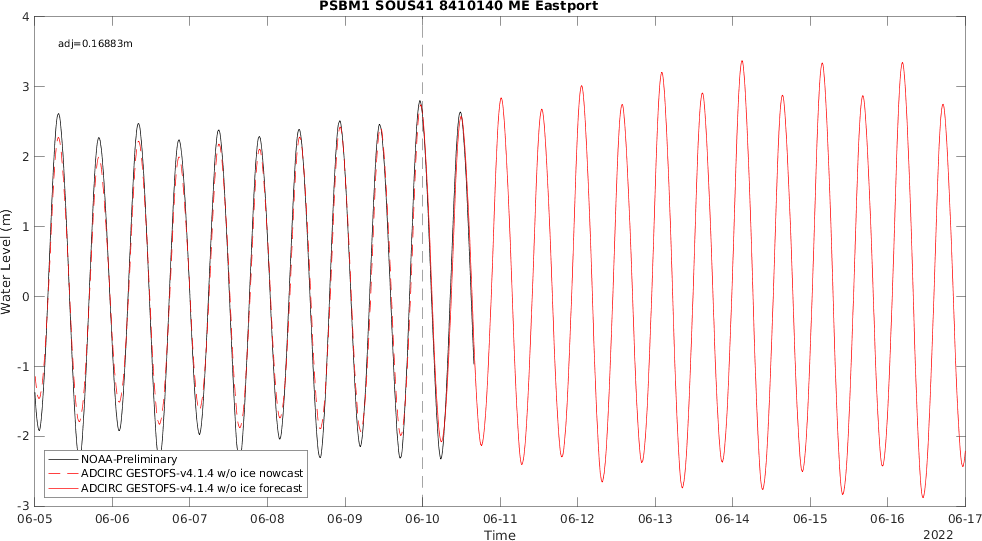 PSBM1 SOUS41 8410140 ME Eastport
adj=0.16883m
4
3
2
1
0
-1
-2
-3
Water Level (m)
NOAA-Preliminary
ADCIRC GESTOFS-v4.1.4 w/o ice nowcast
ADCIRC GESTOFS-v4.1.4 w/o ice forecast
06-05 06-06 06-07 06-08 06-09 06-10 06-11 06-12 06-13 06-14 06-15 06-16 06-17
Time
2022